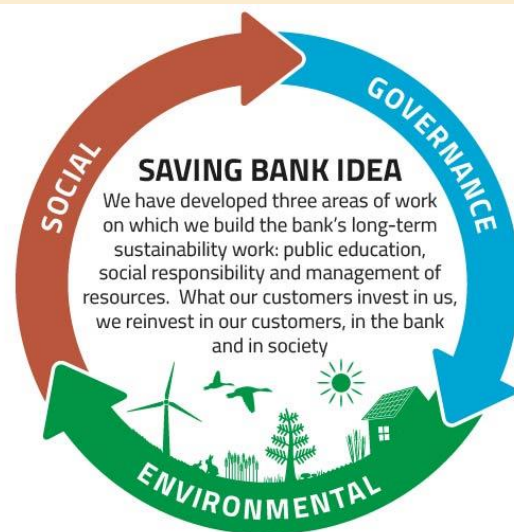 SOCIAL
GOVERNANCE
SAVING BANK IDEA
We have developed three areas of work
on which we build the bank's long-term
sustainability work: public education,
social responsibility and management of
resources.  What our customers invest in us,
we reinvest in our customers, in the bank
and in society
ENVIRONMENTAL